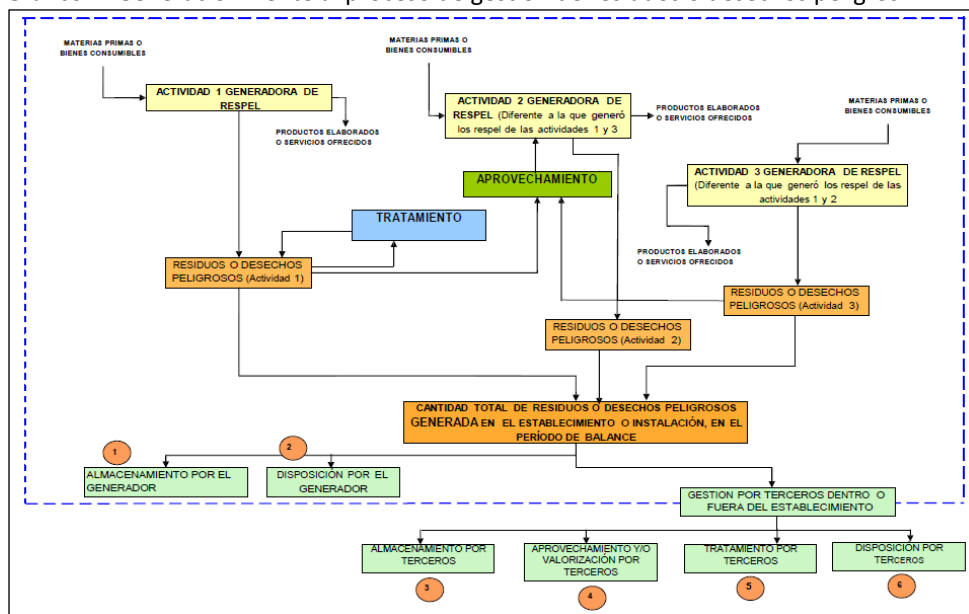 MATERIAS PRIMAS O
BIENES CONSUMIBLES
MATERIAS PRIMAS O
BIENES CONSUMIBLES
ACTIVIDAD 1 GENERADORA DE
RESPEL
ACTIVIDAD 2 GENERADORA DE
RESPEL (Diferente a la que generó
los respel de las actividades 1 y 3
MATERIAS PRIMAS O
BIENES CONSUMIBLES
PRODUCTOS ELABORADOS
O SERVICIOS OFRECIDOS
PRODUCTOS ELABORADOS
O SERVICIOS OFRECIDOS
ACTIVIDAD 3 GENERADORA DE RESPEL
(Diferente a la que generó los respel de las
actividades 1 y 2)
APROVECHAMIENTO
TRATAMIENTO
PRODUCTOS ELABORADOS
O SERVICIOS OFRECIDOS
RESIDUOS O DESECHOS
PELIGROSOS (Actividad 1)
RESIDUOS O DESECHOS
PELIGROSOS (Actividad 3)
RESIDUOS O DESECHOS
PELIGROSOS (Actividad 2)
CANTIDAD TOTAL DE RESIDUOS O DESECHOS PELIGROSOS
GENERADA EN EL ESTABLECIMIENTO O INSTALACIÓN, EN EL
PERÍODO DE BALANCE
1
2
ALMACENAMIENTO POR EL
GENERADOR
DISPOSICIÓN POR EL
GENERADOR
GESTION POR TERCEROS DENTRO O
FUERA DEL ESTABLECIMIENTO
ALMACENAMIENTO POR
TERCEROS
APROVECHAMIENTO Y/O
VALORIZACIÓN POR
TERCEROS
TRATAMIENTO POR
TERCEROS
DISPOSICIÓN POR
TERCEROS
3
4
5
6